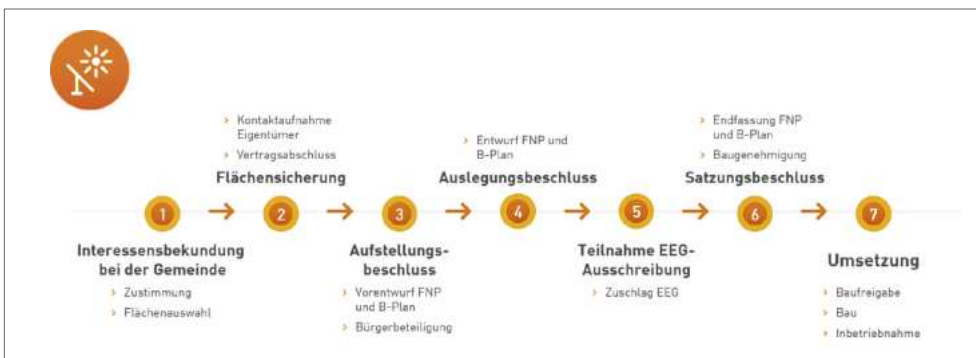 1
Interessensbekundung
bei der Gemeinde
> Zustimmung
> Flächenauswahl
> Kontaktaufnahme
Eigentümer
> Vertragsabschluss
Flächensicherung
2
3
Aufstellungs-
beschluss
> Vorentwurf FNP
und B-Plan
> Bürgerbeteiligung
> Entwurf FNP und
B-Plan
Auslegungsbeschluss
4
5
Teilnahme EEG-
Ausschreibung
> Zuschlag EEG
> Endfassung FNP
und B-Plan
> Baugenehmigung
Satzungsbeschluss
6
7
Umsetzung
> Baufreigabe
> Bau
> Inbetriebnahme